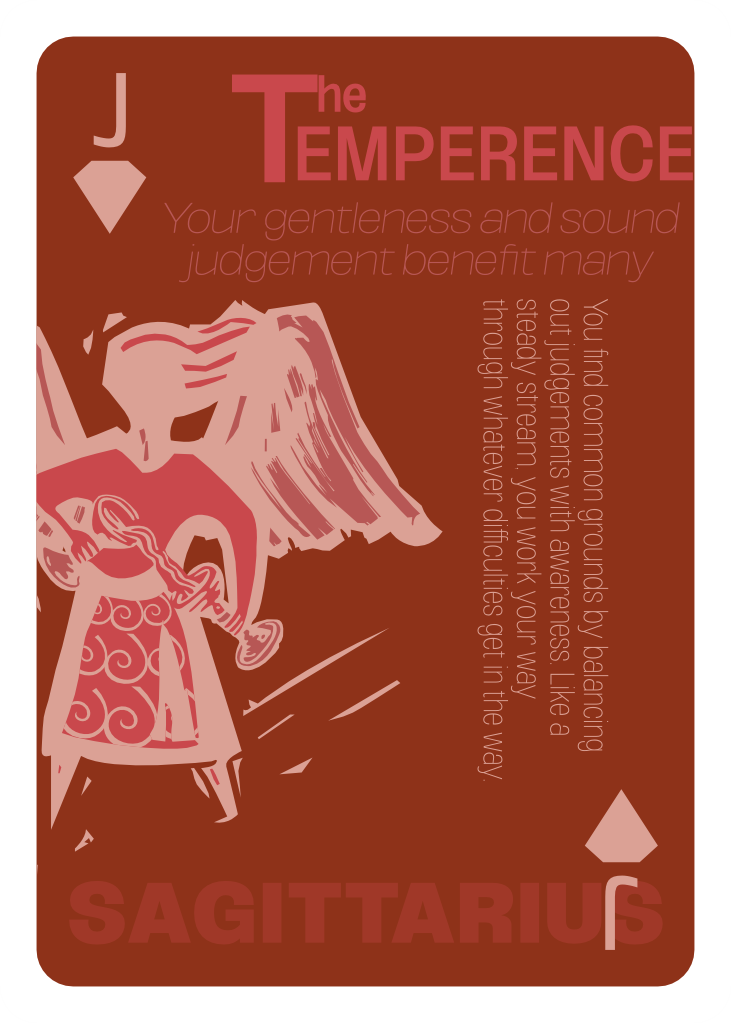 J
The
TEMPERENCE
Your gentleness and sound
judgement benefit many
You find common grounds by balancing
out judgements with awareness. Like a
steady stream, you work your way
through whatever difficulties get in the way.
SAGITTARIUS
J